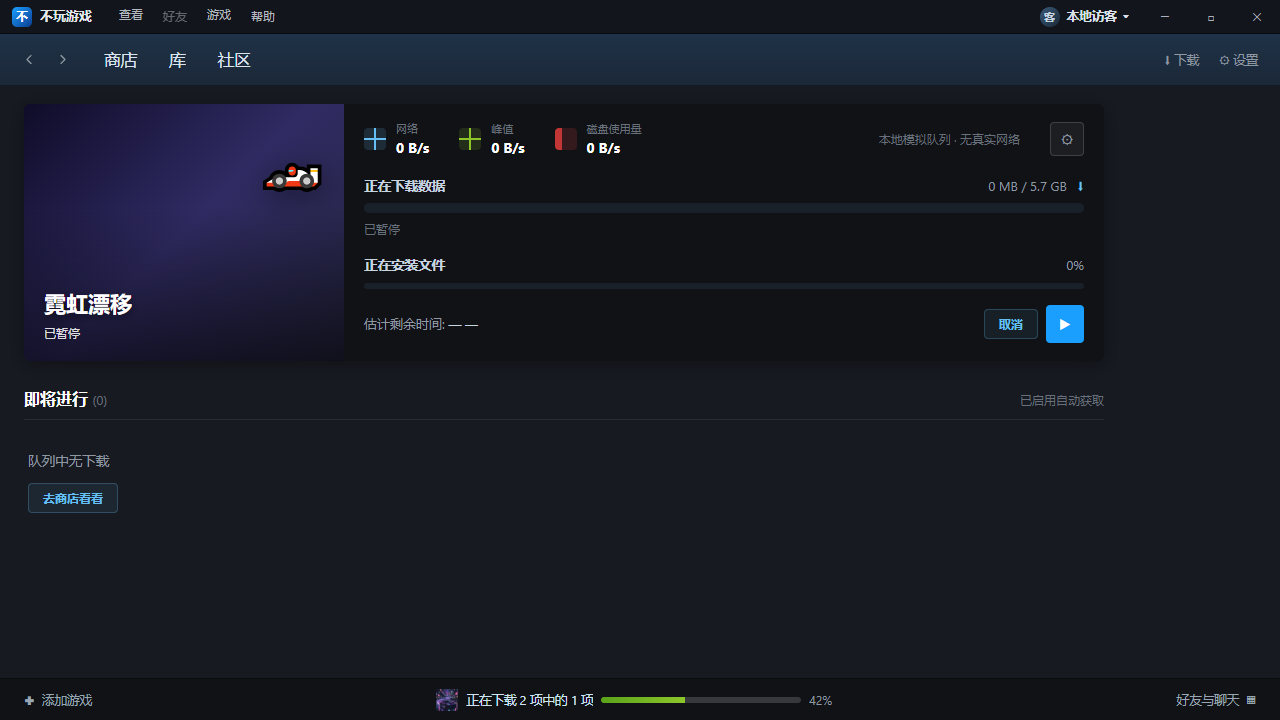 不 不玩游戏 查看 好友 游戏 帮助 客 本地访客
商店 库 社区 下载 设置
网络 0 B/s 峰值 0 B/s 磁盘使用量 0 B/s 本地模拟队列 · 无真实网络
正在下载数据 0 MB / 5.7 GB
已暂停
正在安装文件 0%
霓虹漂移
已暂停
估计剩余时间: — — 取消
即将进行 (0) 已启用自动获取
队列中无下载
去商店看看
添加游戏 正在下载 2 项中的 1 项 42% 好友与聊天